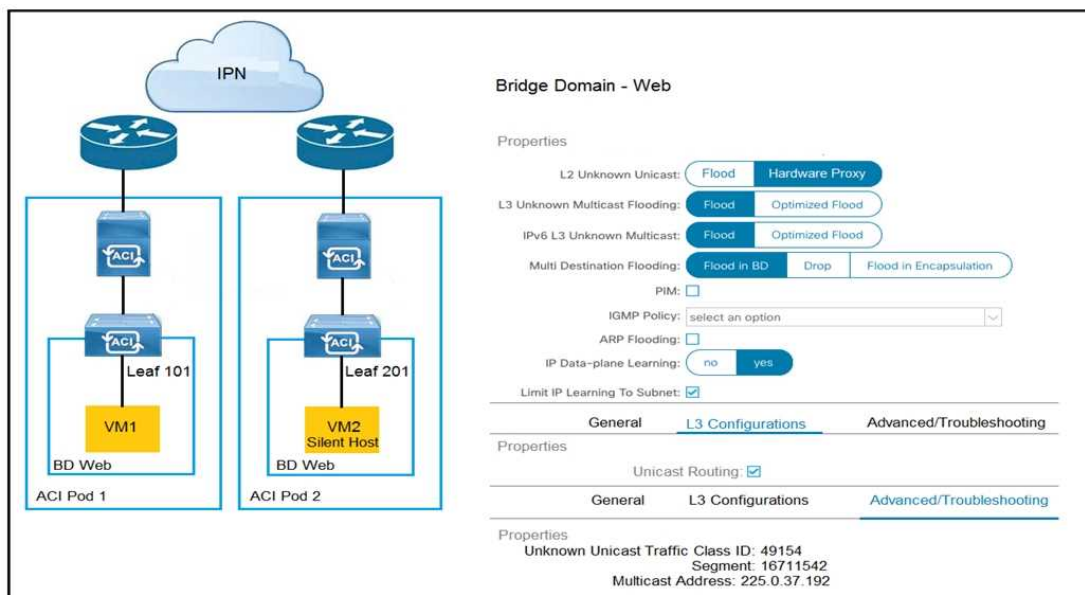 IPN
ACI
ACI
ACI
ACI
Leaf 101
Leaf 201
VM1
VM2
Silent Host
BD Web
BD Web
ACI Pod 1
ACI Pod 2
Bridge Domain - Web
Properties
L2 Unknown Unicast: Flood Hardware Proxy
L3 Unknown Multicast Flooding: Flood Optimized Flood
IPv6 L3 Unknown Multicast: Flood Optimized Flood
Multi Destination Flooding: Flood in BD Drop Flood in Encapsulation
PIM:
IGMP Policy: select an option
ARP Flooding:
IP Data-plane Learning: no yes
Limit IP Learning To Subnet:
General L3 Configurations Advanced/Troubleshooting
Properties
Unicast Routing:
General L3 Configurations Advanced/Troubleshooting
Properties
Unknown Unicast Traffic Class ID: 49154
Segment: 16711542
Multicast Address: 225.0.37.192